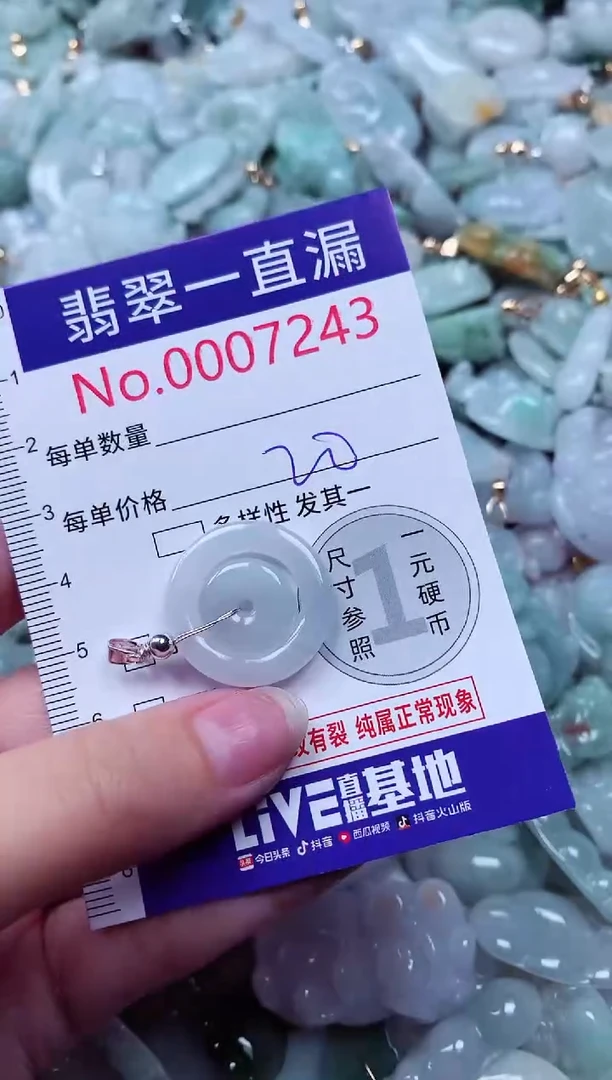 翡翠一直漏
No.0007243
每单数量
20
每单价格
多样性 发其一
尺寸参照
1
一元硬币
有裂 纯属正常现象
LiVE直播基地
今日头条 抖音 西瓜视频 抖音火山版
1
2
3
4
5
6